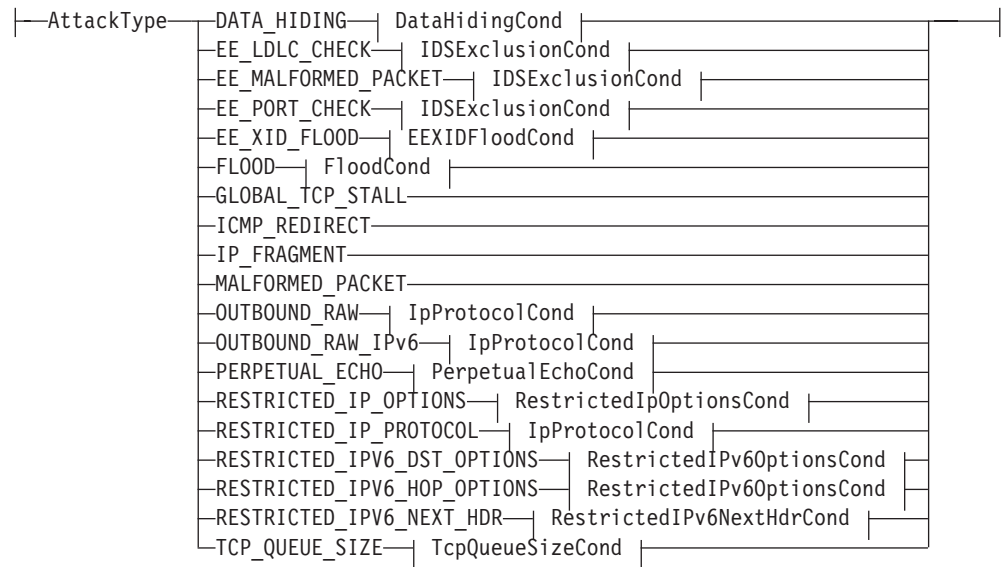 AttackType DATA_HIDING DataHidingCond
EE_LDLC_CHECK IDSExclusionCond
EE_MALFORMED_PACKET IDSExclusionCond
EE_PORT_CHECK IDSExclusionCond
EE_XID_FLOOD EEXIDFloodCond
FLOOD FloodCond
GLOBAL_TCP_STALL
ICMP_REDIRECT
IP_FRAGMENT
MALFORMED_PACKET
OUTBOUND_RAW IpProtocolCond
OUTBOUND_RAW_IPv6 IpProtocolCond
PERPETUAL_ECHO PerpetualEchoCond
RESTRICTED_IP_OPTIONS RestrictedIpOptionsCond
RESTRICTED_IP_PROTOCOL IpProtocolCond
RESTRICTED_IPV6_DST_OPTIONS RestrictedIPv6OptionsCond
RESTRICTED_IPV6_HOP_OPTIONS RestrictedIPv6OptionsCond
RESTRICTED_IPV6_NEXT_HDR RestrictedIPv6NextHdrCond
TCP_QUEUE_SIZE TcpQueueSizeCond